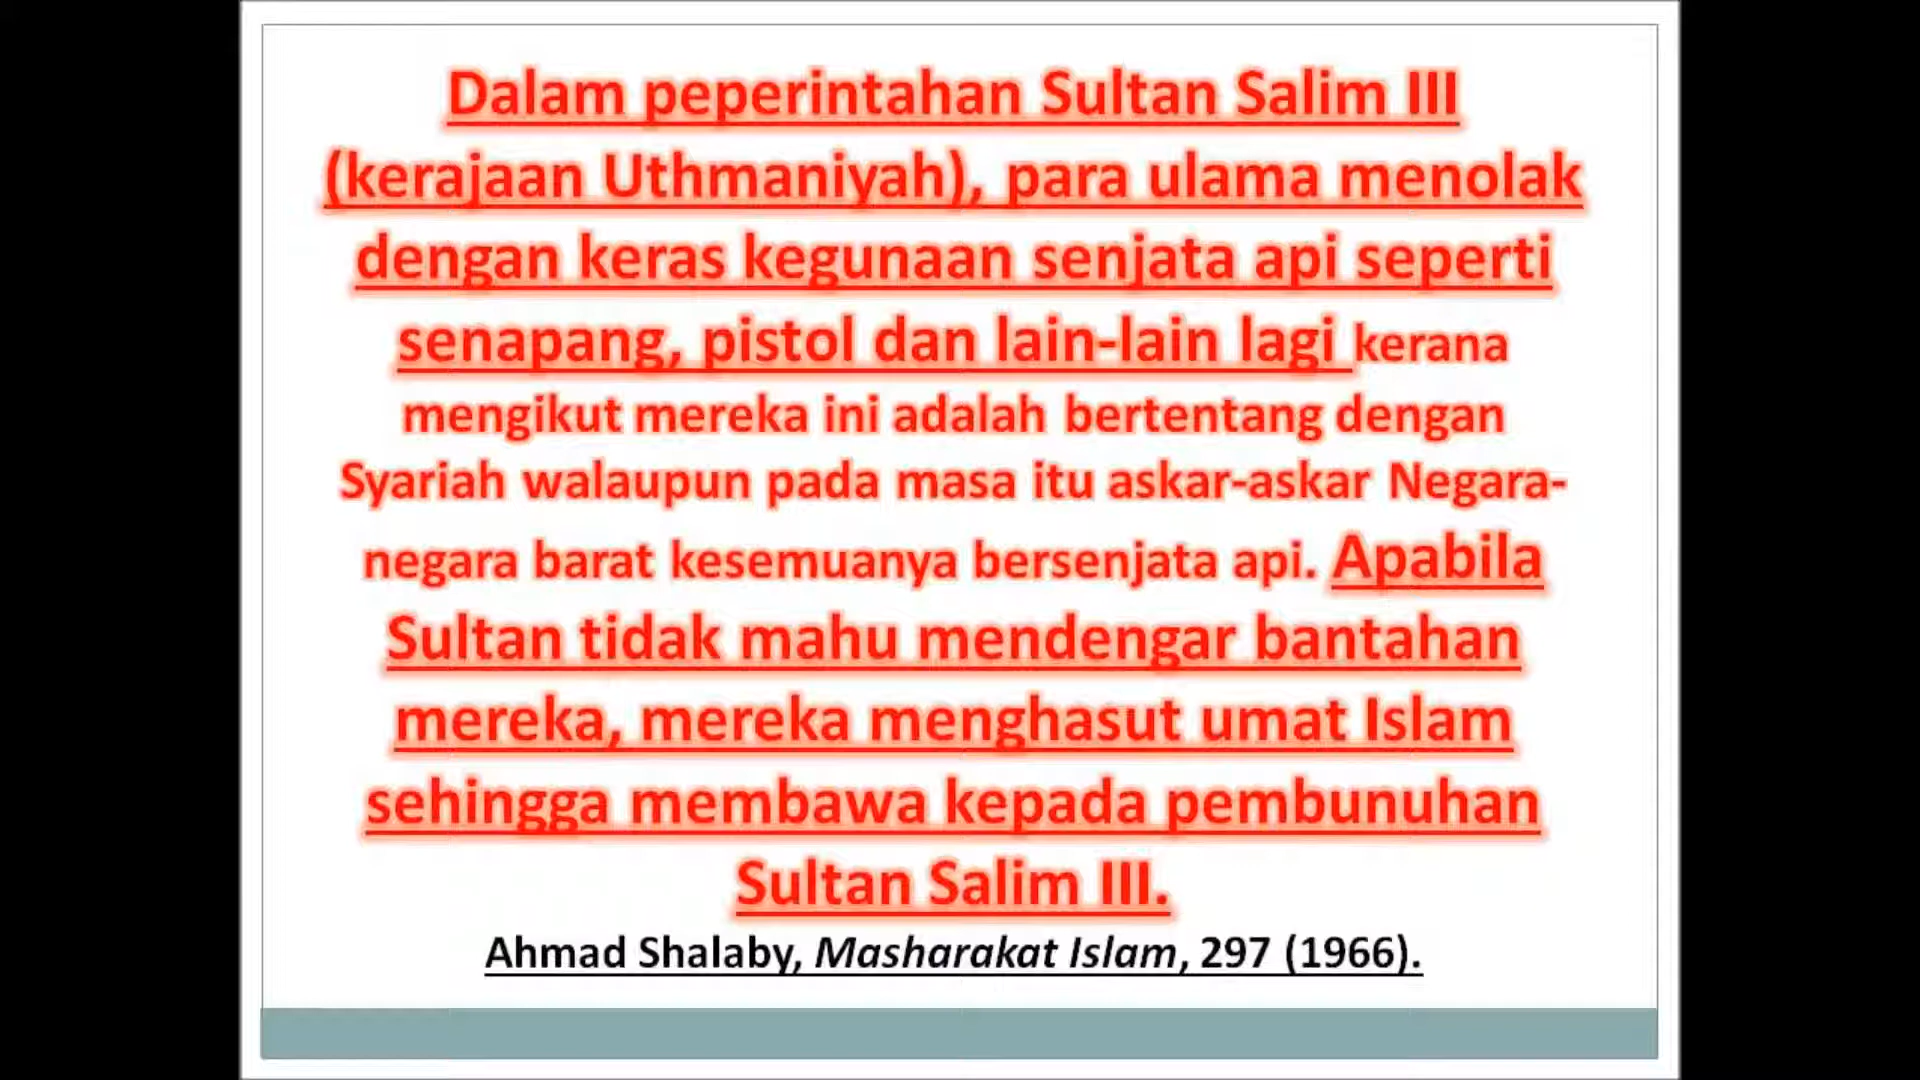 Dalam peperintahan Sultan Salim III
(kerajaan Uthmaniyah), para ulama menolak
dengan keras kegunaan senjata api seperti
senapang, pistol dan lain-lain lagi kerana
mengikut mereka ini adalah bertentang dengan
Syariah walaupun pada masa itu askar-askar Negara-
negara barat kesemuanya bersenjata api. Apabila
Sultan tidak mahu mendengar bantahan
mereka, mereka menghasut umat Islam
sehingga membawa kepada pembunuhan
Sultan Salim III.
Ahmad Shalaby, Masharakat Islam, 297 (1966).